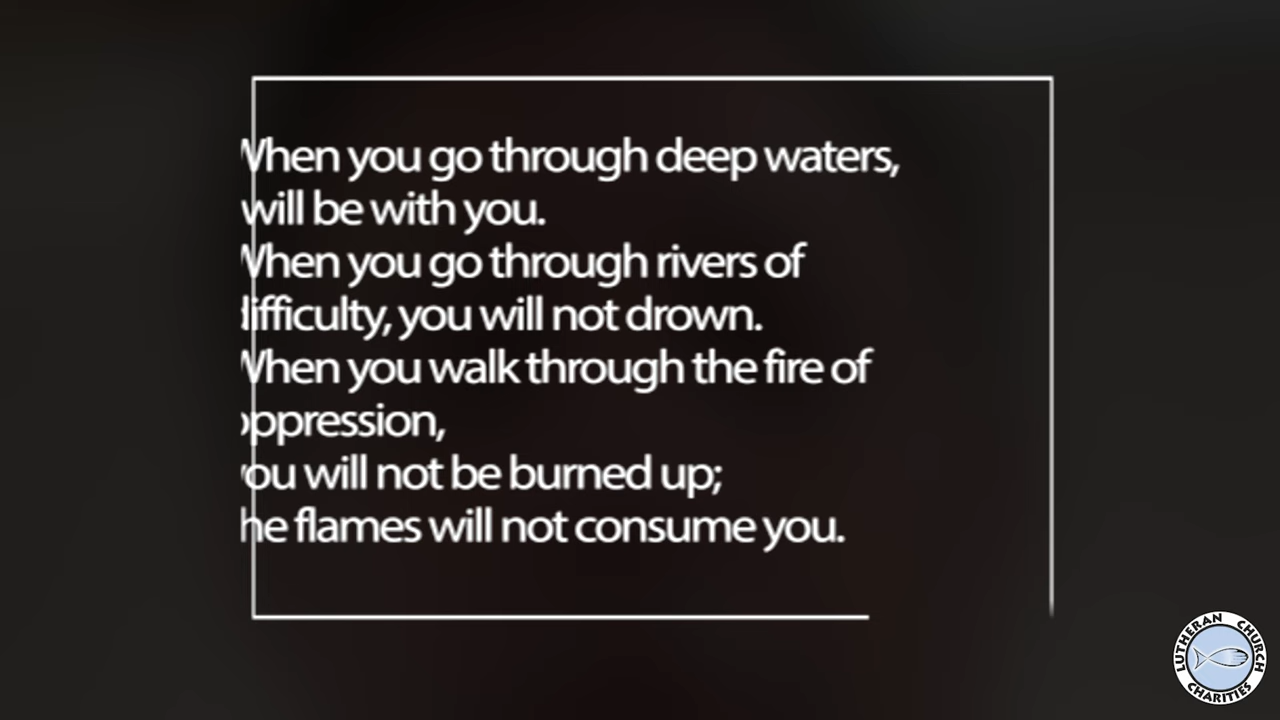 When you go through deep waters,
will be with you.
When you go through rivers of
difficulty, you will not drown.
When you walk through the fire of
oppression,
you will not be burned up;
he flames will not consume you.
LUTHERAN CHURCH
CHARITIES